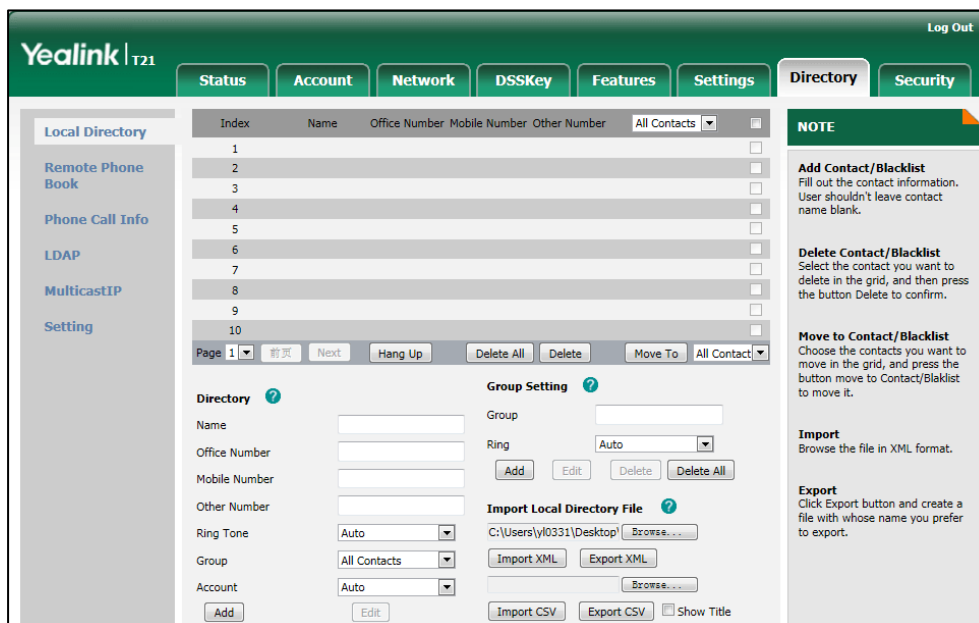 Log Out
Yealink T21
Status Account Network DSSKey Features Settings Directory Security
Local Directory
Remote Phone
Book
Phone Call Info
LDAP
MulticastIP
Setting
Index Name Office Number Mobile Number Other Number All Contacts
1
2
3
4
5
6
7
8
9
10
Page 1 前页 Next Hang Up Delete All Delete Move To All Contact
Directory ?
Name
Office Number
Mobile Number
Other Number
Ring Tone Auto
Group All Contacts
Account Auto
Add Edit
Group Setting ?
Group
Ring Auto
Add Edit Delete Delete All
Import Local Directory File ?
C:\Users\yl0331\Desktop\ Browse...
Import XML Export XML
Browse...
Import CSV Export CSV Show Title
NOTE
Add Contact/Blacklist
Fill out the contact information.
User shouldn't leave contact
name blank.
Delete Contact/Blacklist
Select the contact you want to
delete in the grid, and then press
the button Delete to confirm.
Move to Contact/Blacklist
Choose the contacts you want to
move in the grid, and press the
button move to Contact/Blaklist
to move it.
Import
Browse the file in XML format.
Export
Click Export button and create a
file with whose name you prefer
to export.